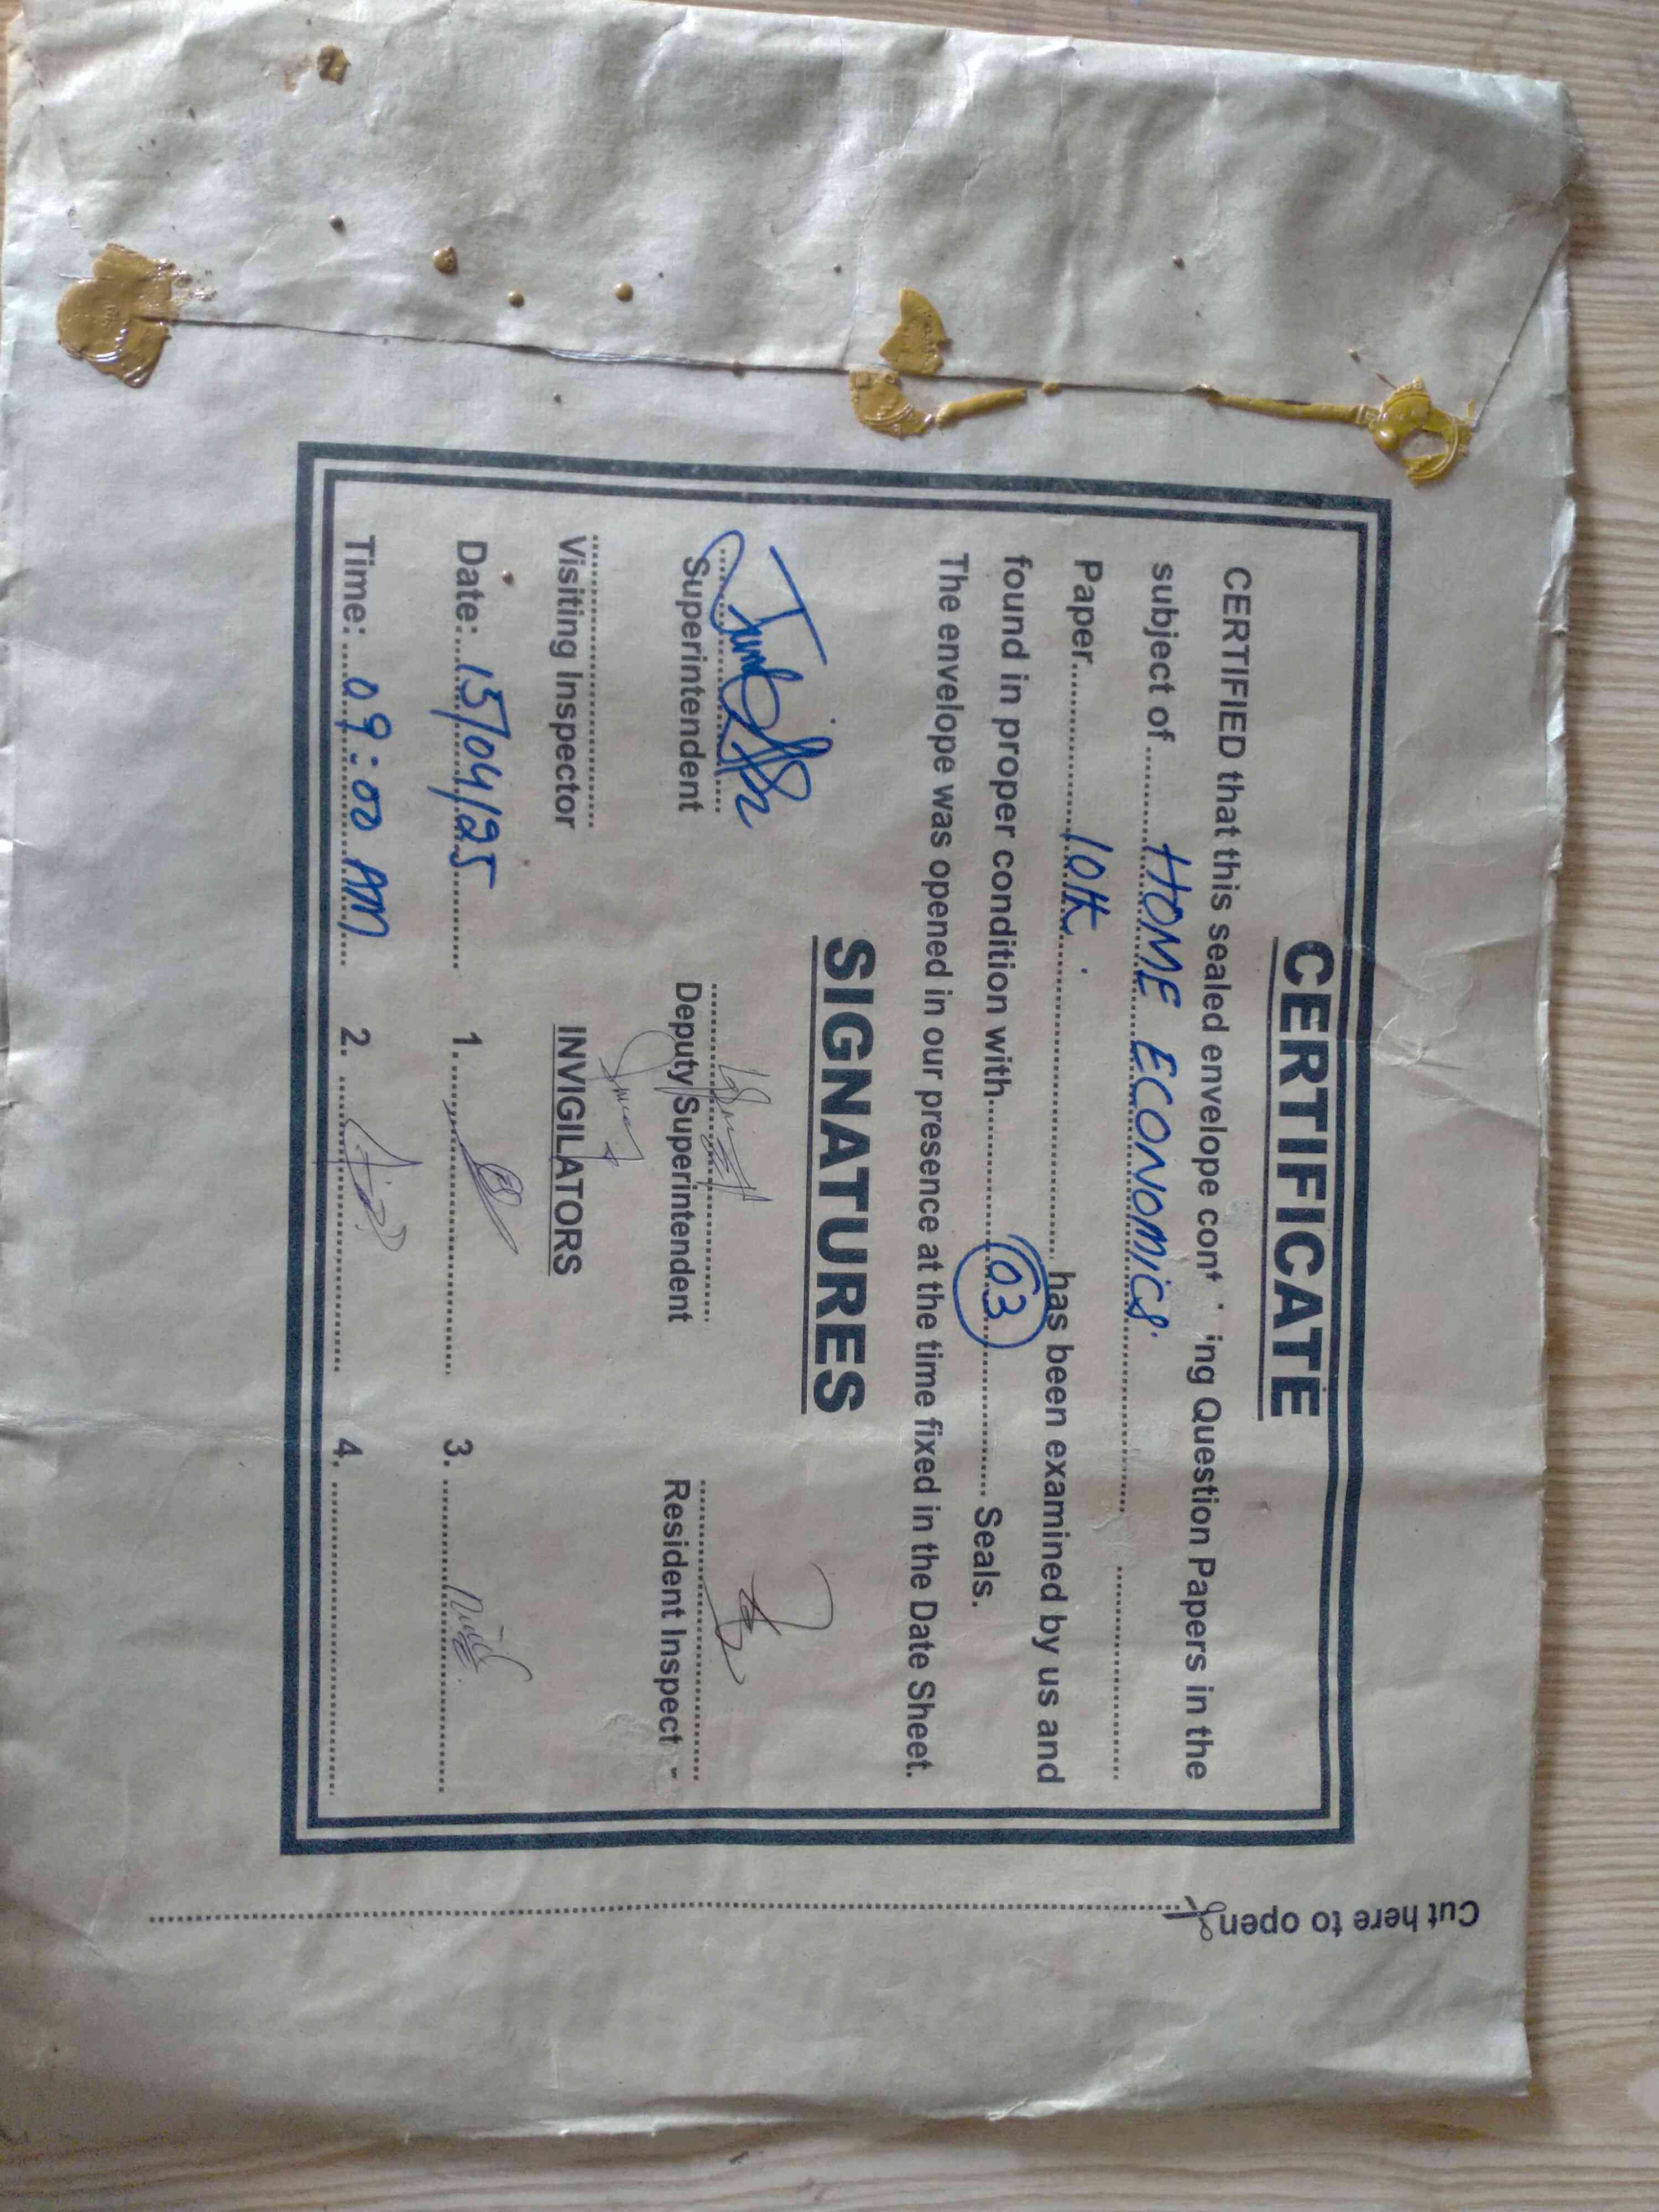 CERTIFICATE
CERTIFIED that this sealed envelope cont ing Question Papers in the
subject of ........ HOME ECONOMICS. ........
Paper ........ 10th. ........ has been examined by us and
found in proper condition with ........ 03 ........ Seals.
The envelope was opened in our presence at the time fixed in the Date Sheet.
SIGNATURES
Superintendent Deputy Superintendent Resident Inspect
Visiting Inspector INVIGILATORS
Date: 15/04/25 1. 3.
Time: 09:00 AM 2. 4.
Cut here to open